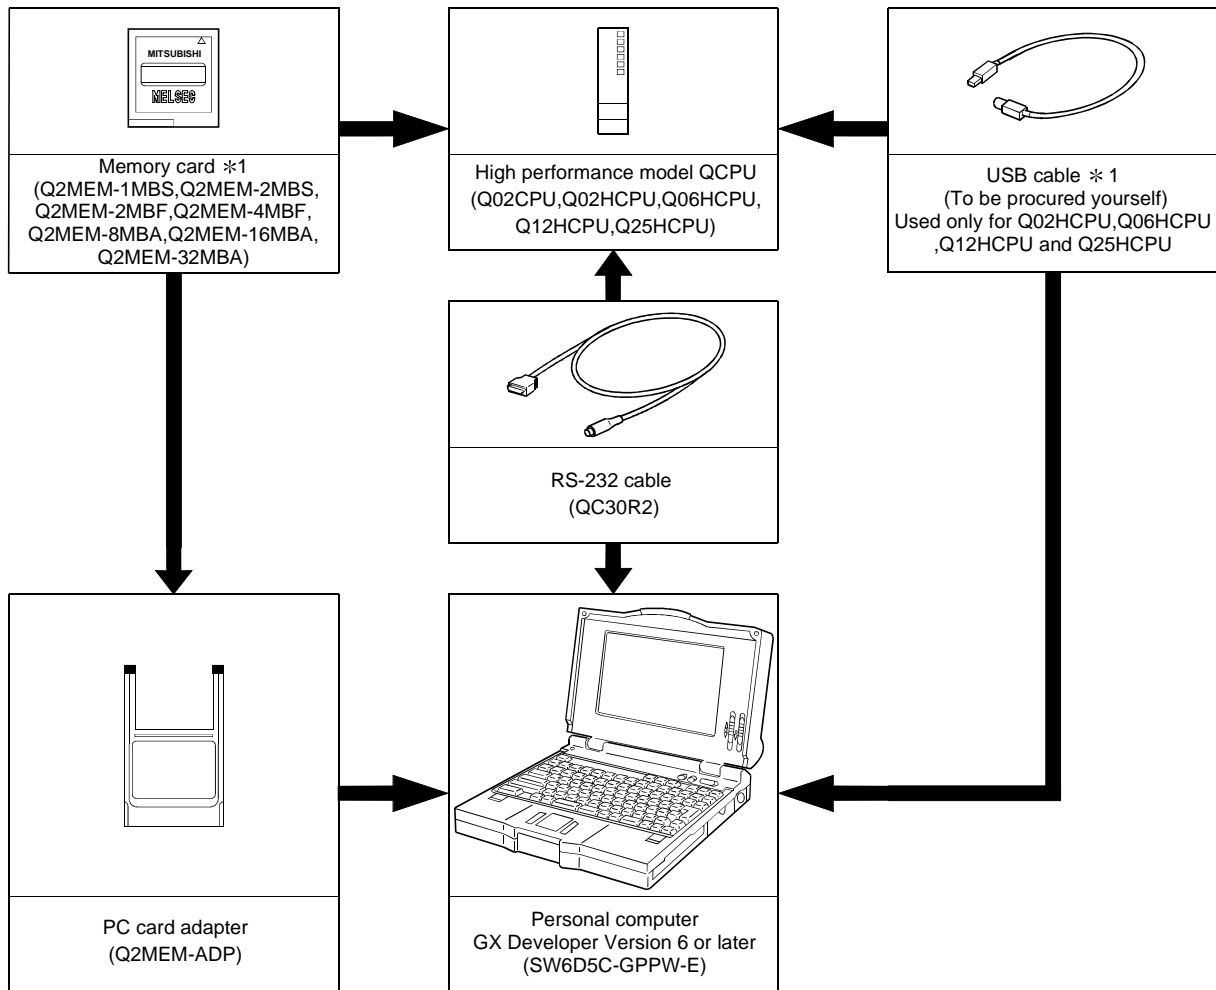 MITSUBISHI
MELSEC
Memory card ＊1
(Q2MEM-1MBS,Q2MEM-2MBS,
Q2MEM-2MBF,Q2MEM-4MBF,
Q2MEM-8MBA,Q2MEM-16MBA,
Q2MEM-32MBA)
High performance model QCPU
(Q02CPU,Q02HCPU,Q06HCPU,
Q12HCPU,Q25HCPU)
USB cable ＊ 1
(To be procured yourself)
Used only for Q02HCPU,Q06HCPU
,Q12HCPU and Q25HCPU
RS-232 cable
(QC30R2)
PC card adapter
(Q2MEM-ADP)
Personal computer
GX Developer Version 6 or later
(SW6D5C-GPPW-E)